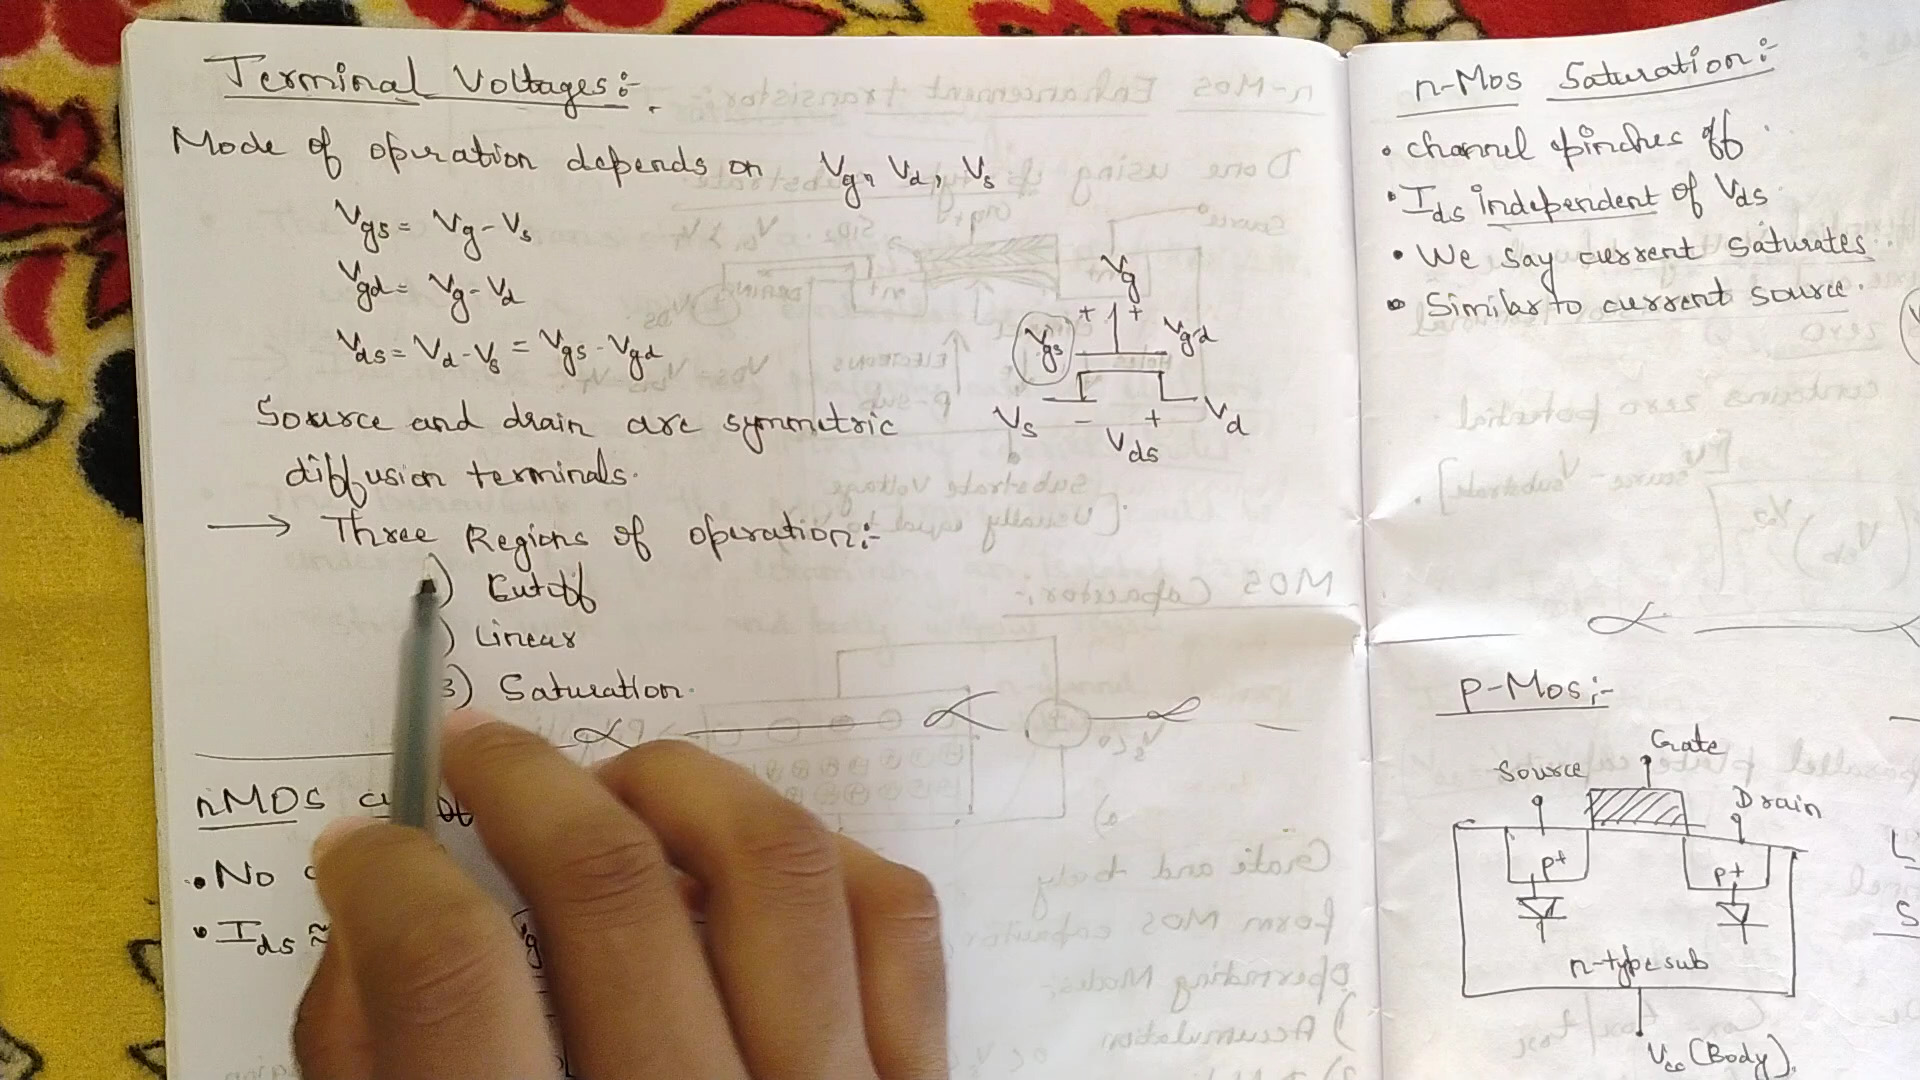 Terminal Voltages:-
Mode of operation depends on Vg, Vd, Vs
Vgs = Vg - Vs
Vgd = Vg - Vd
Vds = Vd - Vs = Vgs - Vgd
Source and drain are symmetric
diffusion terminals.
→ Three Regions of operation:-
) Cutoff
) Linear
3) Saturation.
Vg
+ +
Vgs Vgd
Vs - + Vd
Vds
nMOS
• No
• Ids ≈
n-Mos Saturation:-
• channel pinches off
• Ids independent of Vds
• We say current saturates.
• Similar to current source.
P-Mos:-
Gate
Source
Drain
p+ p+
n-type sub
(Body)